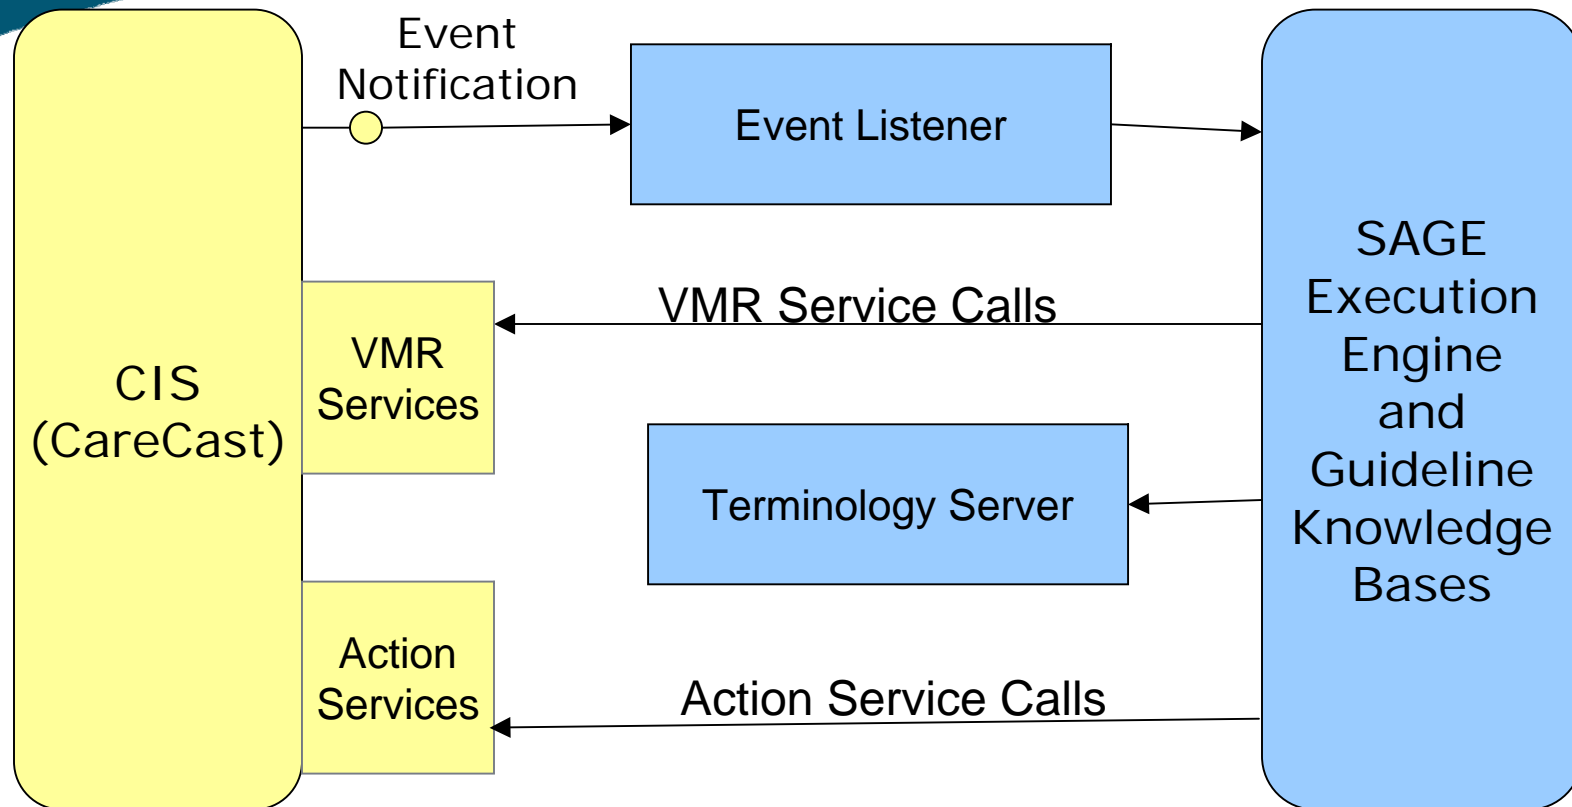 Event
Notification
Event Listener
CIS
(CareCast)
VMR
Services
VMR Service Calls
Terminology Server
Action
Services
Action Service Calls
SAGE
Execution
Engine
and
Guideline
Knowledge
Bases